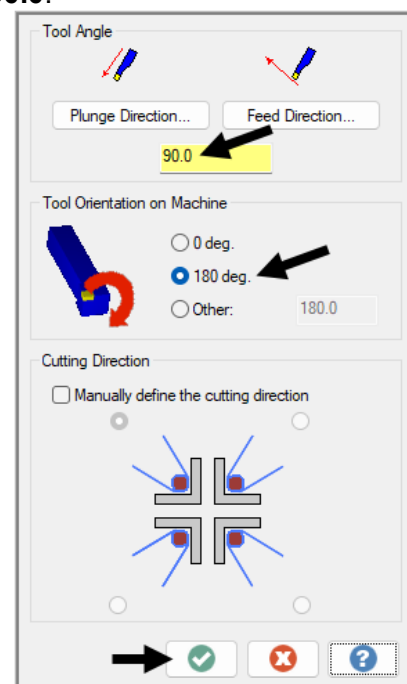 Tool Angle
Plunge Direction...
Feed Direction...
90.0
Tool Orientation on Machine
0 deg.
180 deg.
Other:
180.0
Cutting Direction
Manually define the cutting direction
?